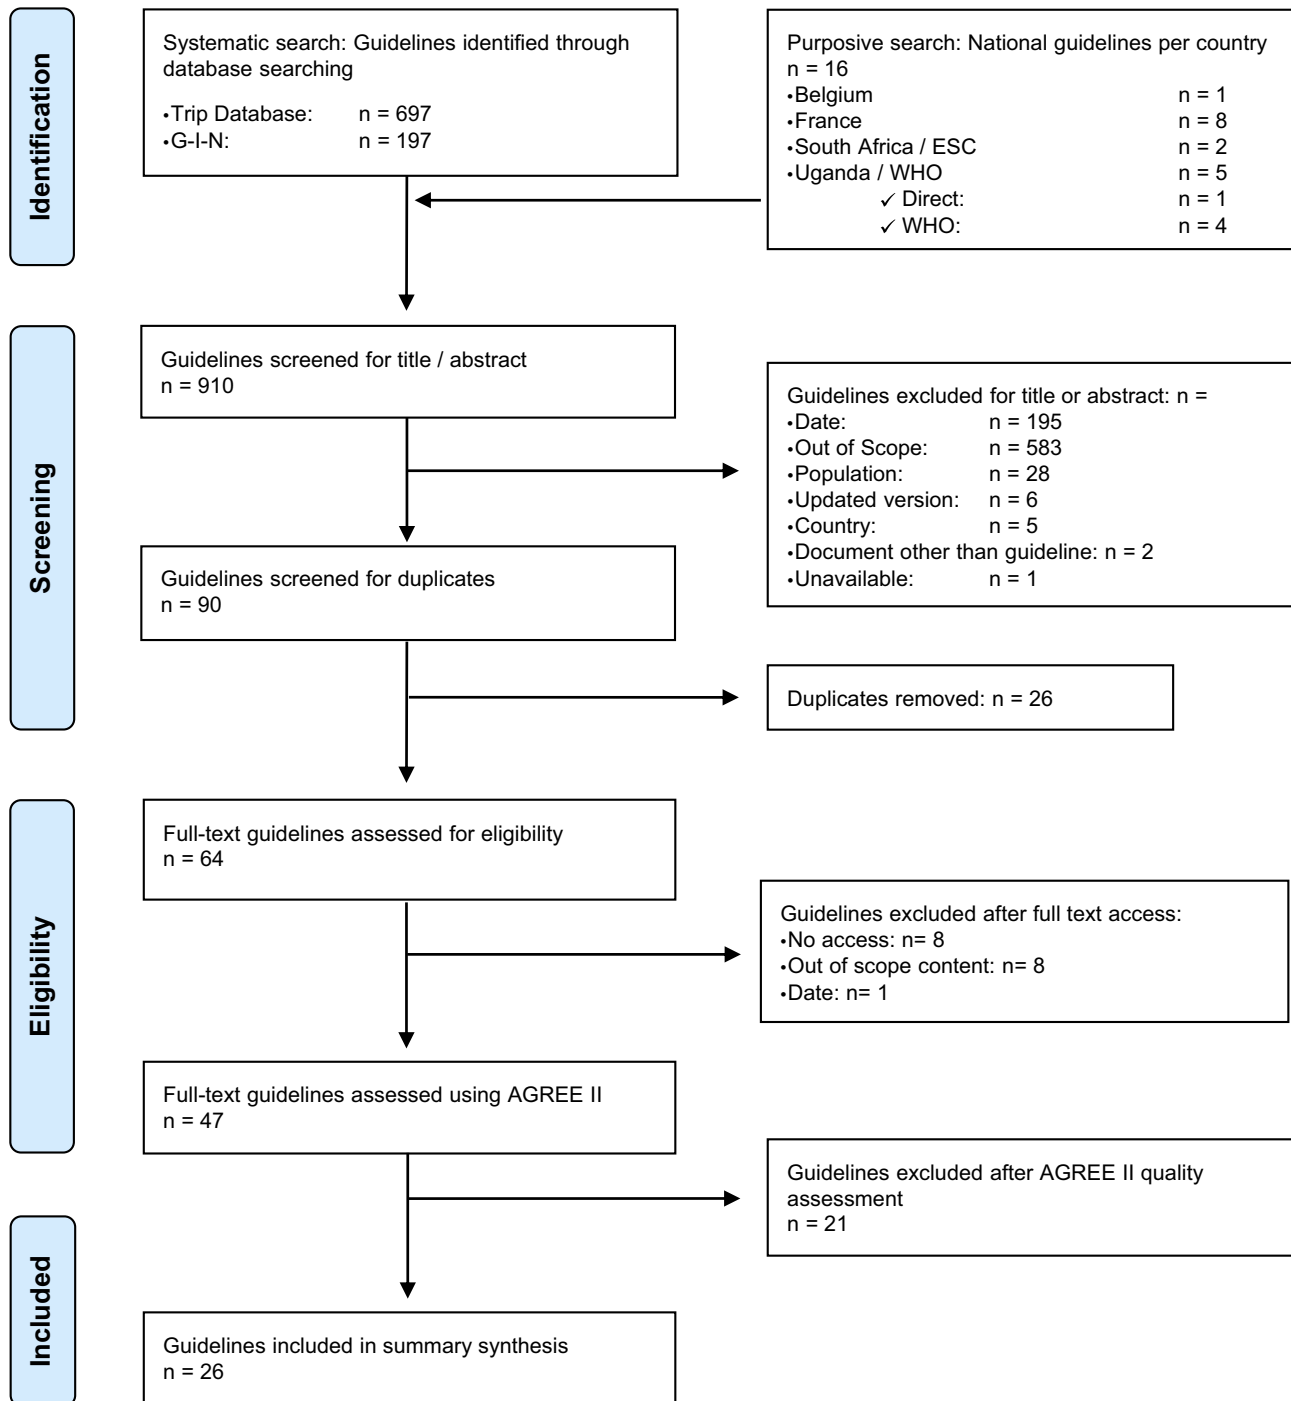 Identification
Systematic search: Guidelines identified through
database searching
•Trip Database: n = 697
•G-I-N: n = 197
Purposive search: National guidelines per country
n = 16
•Belgium n = 1
•France n = 8
•South Africa / ESC n = 2
•Uganda / WHO n = 5
✓ Direct: n = 1
✓ WHO: n = 4
Screening
Guidelines screened for title / abstract
n = 910
Guidelines excluded for title or abstract: n =
•Date: n = 195
•Out of Scope: n = 583
•Population: n = 28
•Updated version: n = 6
•Country: n = 5
•Document other than guideline: n = 2
•Unavailable: n = 1
Guidelines screened for duplicates
n = 90
Duplicates removed: n = 26
Eligibility
Full-text guidelines assessed for eligibility
n = 64
Guidelines excluded after full text access:
•No access: n= 8
•Out of scope content: n= 8
•Date: n= 1
Full-text guidelines assessed using AGREE II
n = 47
Guidelines excluded after AGREE II quality
assessment
n = 21
Included
Guidelines included in summary synthesis
n = 26